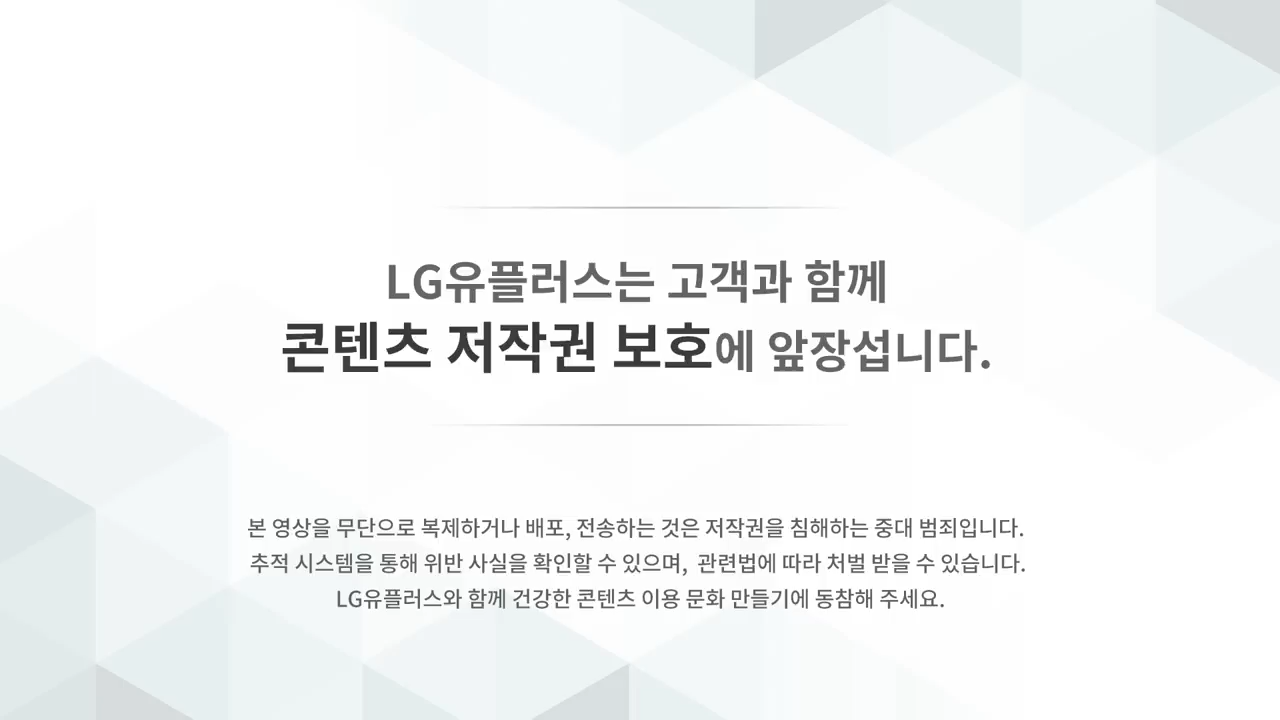 LG유플러스는 고객과 함께
콘텐츠 저작권 보호에 앞장섭니다.
본 영상을 무단으로 복제하거나 배포, 전송하는 것은 저작권을 침해하는 중대 범죄입니다.
추적 시스템을 통해 위반 사실을 확인할 수 있으며, 관련법에 따라 처벌 받을 수 있습니다.
LG유플러스와 함께 건강한 콘텐츠 이용 문화 만들기에 동참해 주세요.